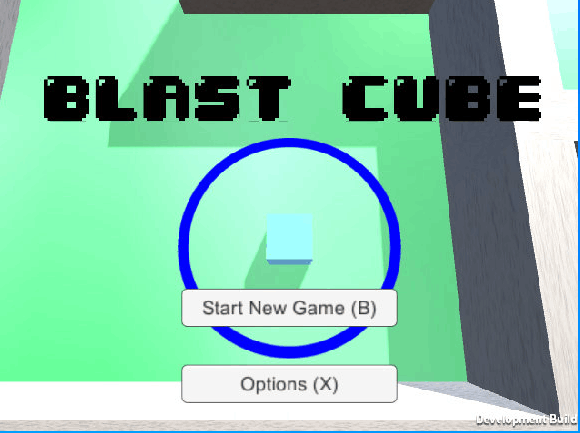 BLAST CUBE
Start New Game (B)
Options (X)
Development Build